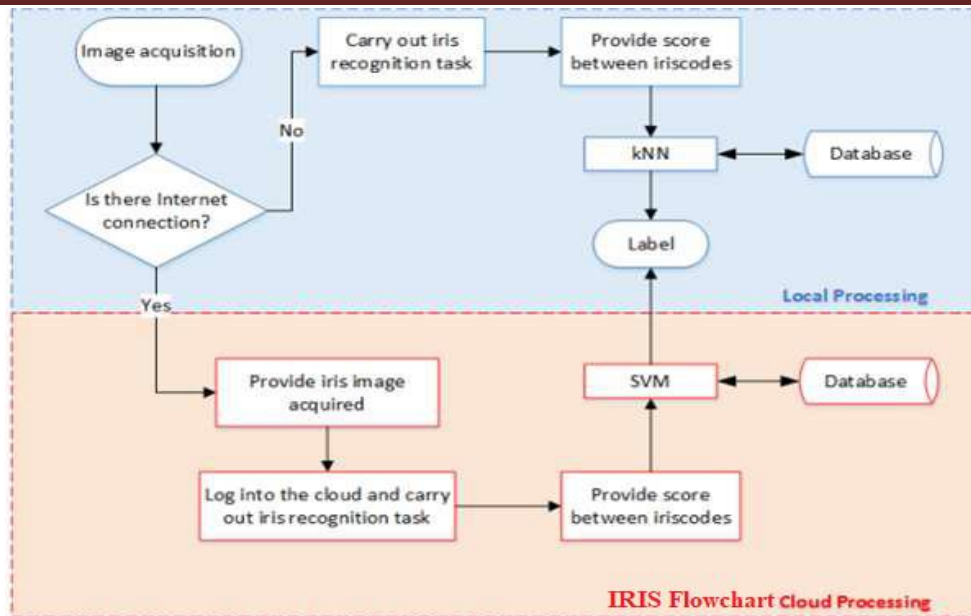 Image acquisition
Carry out iris
recognition task
Provide score
between iriscodes
No
kNN
Database
Is there Internet
connection?
Label
Yes
Local Processing
Provide iris image
acquired
SVM
Database
Log into the cloud and carry
out iris recognition task
Provide score
between iriscodes
IRIS Flowchart Cloud Processing